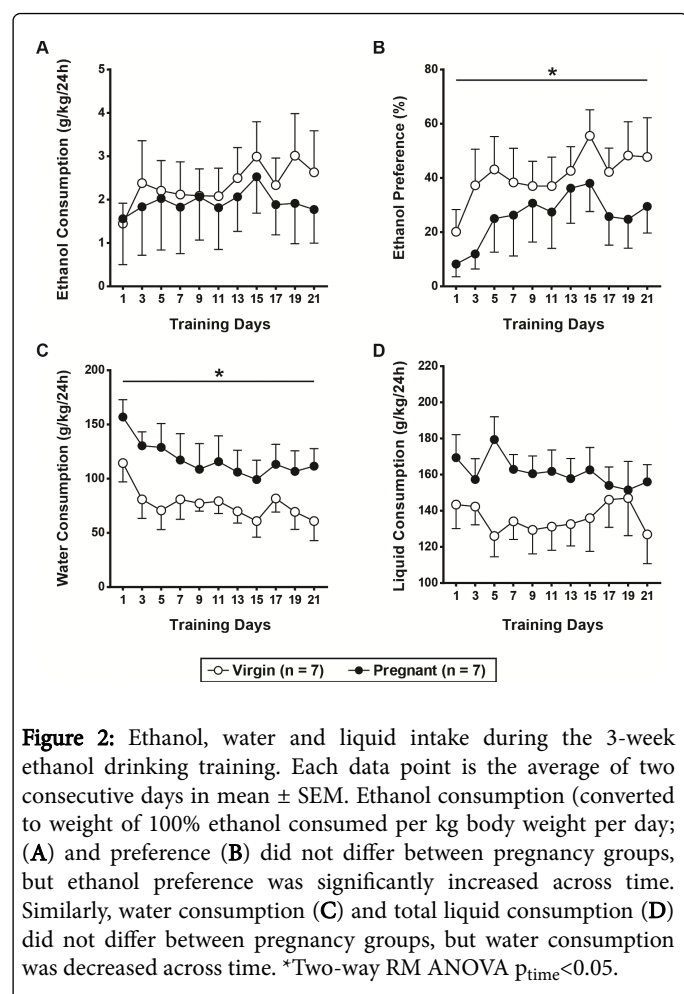 A
Ethanol Consumption (g/kg/24h)
5
4
3
2
1
0
1 3 5 7 9 11 13 15 17 19 21
Training Days
B
Ethanol Preference (%)
80
60
40
20
0
*
1 3 5 7 9 11 13 15 17 19 21
Training Days
C
Water Consumption (g/kg/24h)
200
150
100
50
0
*
1 3 5 7 9 11 13 15 17 19 21
Training Days
D
Liquid Consumption (g/kg/24h)
220
200
180
160
140
120
100
1 3 5 7 9 11 13 15 17 19 21
Training Days
Virgin (n = 7) Pregnant (n = 7)
Figure 2: Ethanol, water and liquid intake during the 3-week
ethanol drinking training. Each data point is the average of two
consecutive days in mean ± SEM. Ethanol consumption (converted
to weight of 100% ethanol consumed per kg body weight per day;
(A) and preference (B) did not differ between pregnancy groups,
but ethanol preference was significantly increased across time.
Similarly, water consumption (C) and total liquid consumption (D)
did not differ between pregnancy groups, but water consumption
was decreased across time. *Two-way RM ANOVA ptime<0.05.